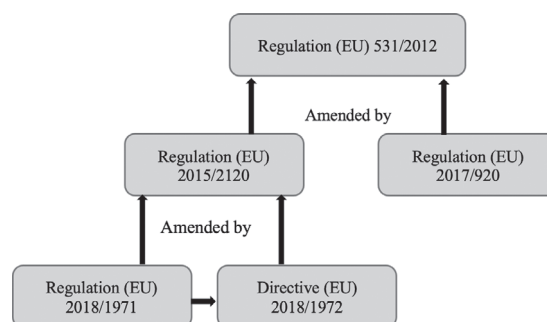 Regulation (EU) 531/2012
Amended by
Regulation (EU)
2015/2120
Regulation (EU)
2017/920
Amended by
Regulation (EU)
2018/1971
Directive (EU)
2018/1972